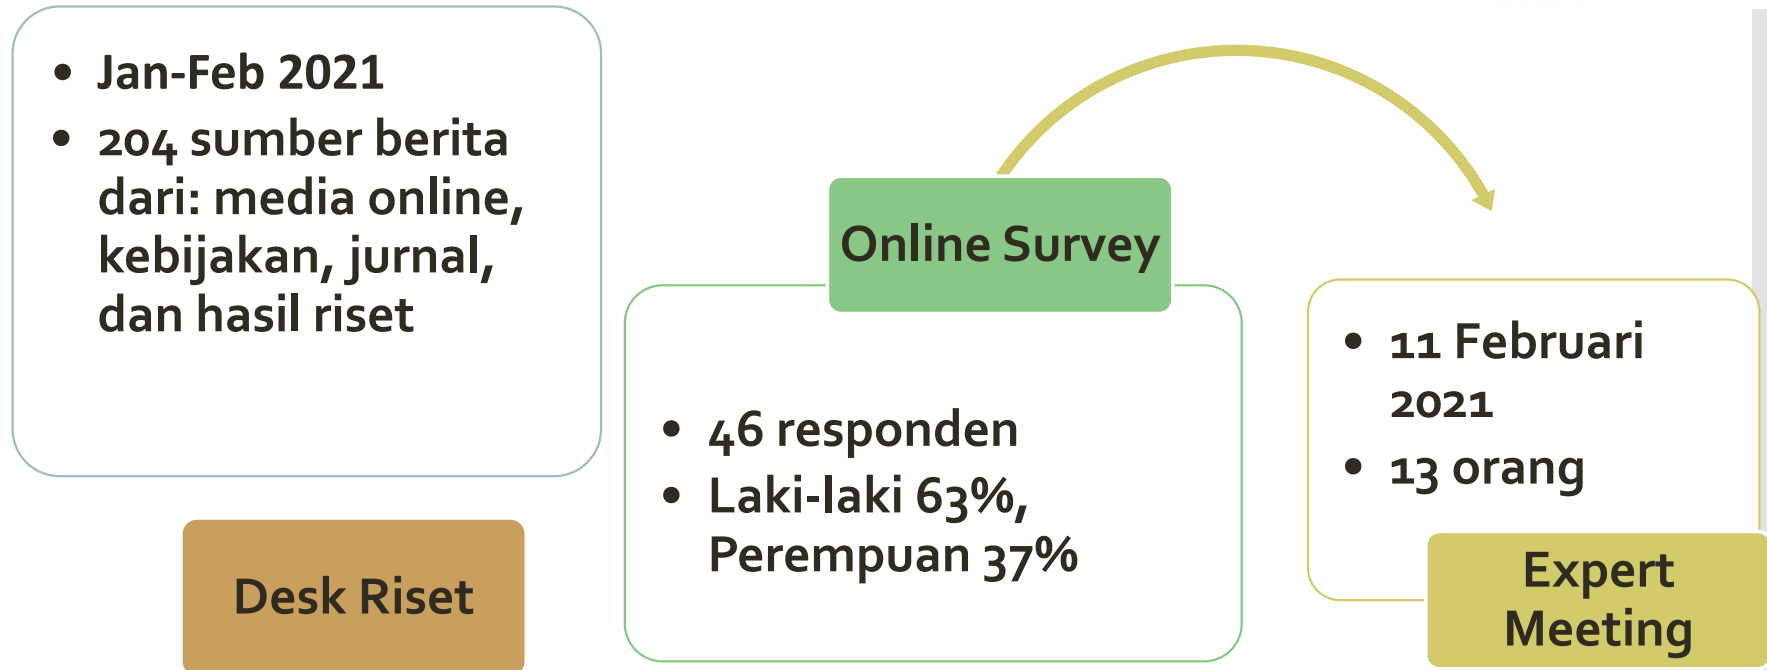 • Jan-Feb 2021
• 204 sumber berita
dari: media online,
kebijakan, jurnal,
dan hasil riset
Desk Riset
Online Survey
• 46 responden
• Laki-laki 63%,
Perempuan 37%
• 11 Februari
2021
• 13 orang
Expert
Meeting